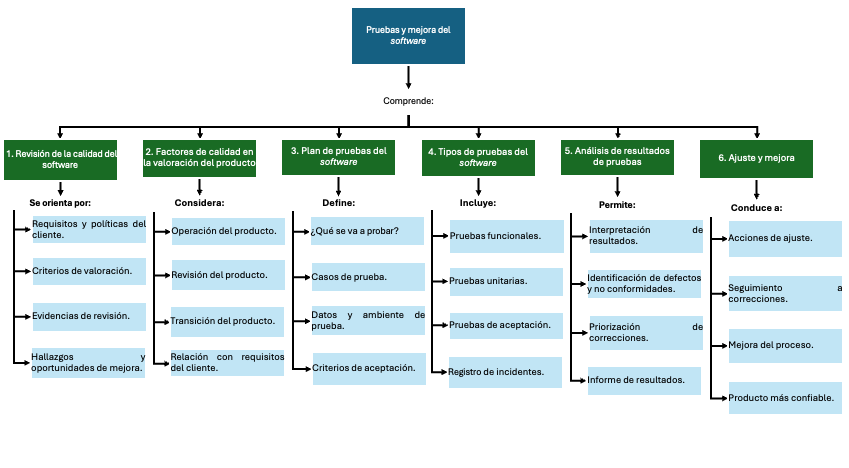 Pruebas y mejora del
software
Comprende:
1. Revisión de la calidad del
software
2. Factores de calidad en
la valoración del producto
3. Plan de pruebas del
software
4. Tipos de pruebas del
software
5. Análisis de resultados
de pruebas
6. Ajuste y mejora
Se orienta por:
Requisitos y políticas del
cliente.
Criterios de valoración.
Evidencias de revisión.
Hallazgos y
oportunidades de mejora.
Considera:
Operación del producto.
Revisión del producto.
Transición del producto.
Relación con requisitos
del cliente.
Define:
¿Qué se va a probar?
Casos de prueba.
Datos y ambiente de
prueba.
Criterios de aceptación.
Incluye:
Pruebas funcionales.
Pruebas unitarias.
Pruebas de aceptación.
Registro de incidentes.
Permite:
Interpretación de
resultados.
Identificación de defectos
y no conformidades.
Priorización de
correcciones.
Informe de resultados.
Conduce a:
Acciones de ajuste.
Seguimiento a
correcciones.
Mejora del proceso.
Producto más confiable.